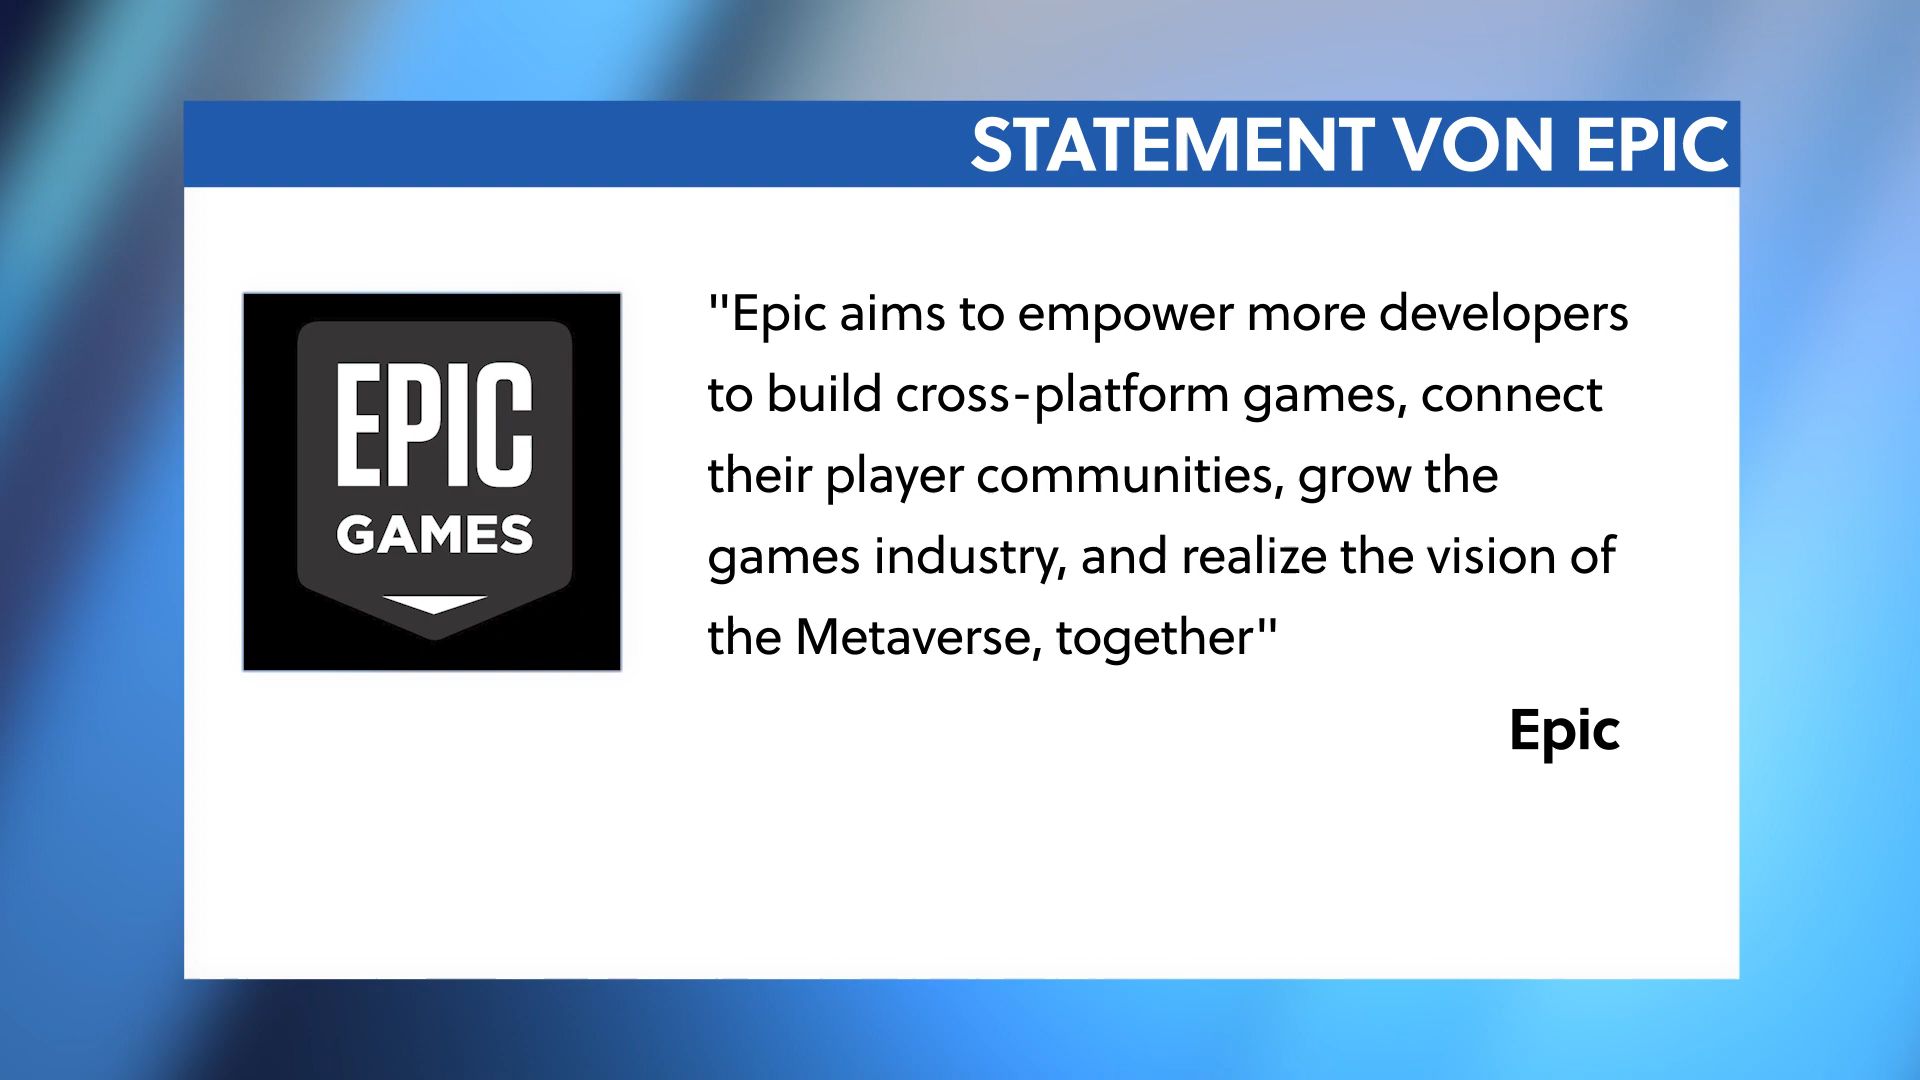 STATEMENT VON EPIC
EPIC
GAMES
"Epic aims to empower more developers
to build cross-platform games, connect
their player communities, grow the
games industry, and realize the vision of
the Metaverse, together"
Epic